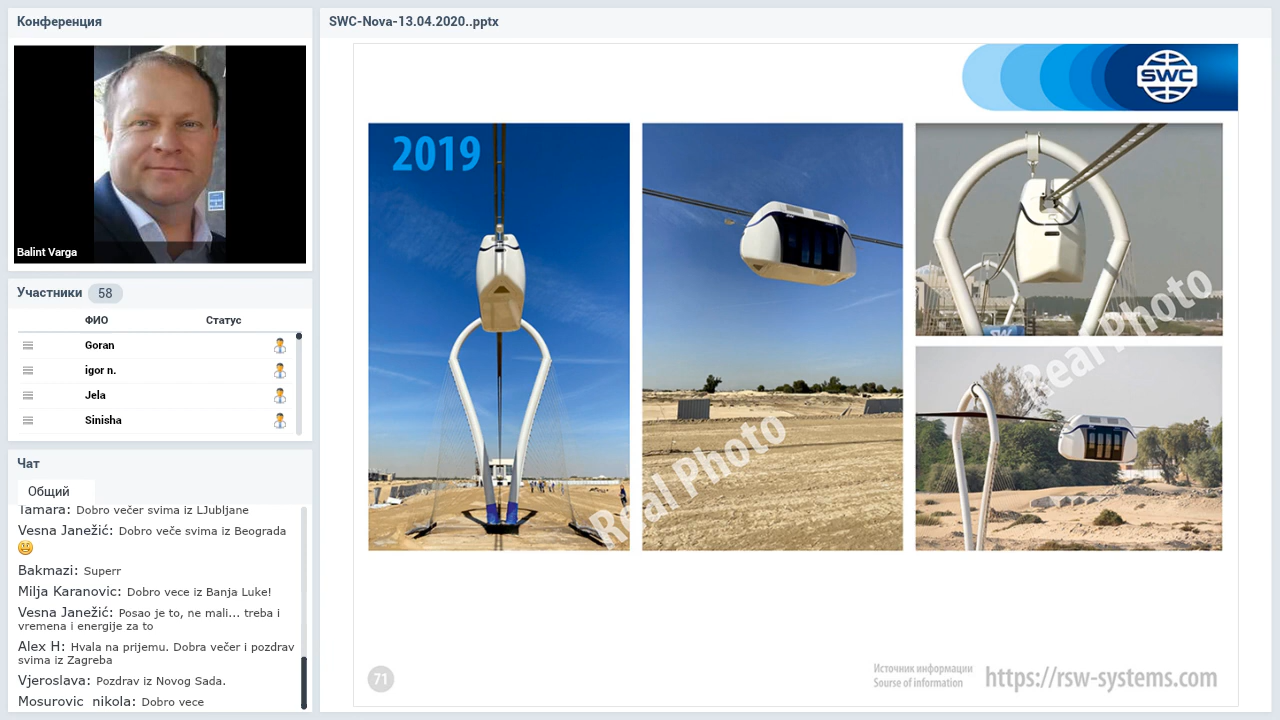 Конференция
Balint Varga
Участники 58
ФИО Статус
Goran
igor n.
Jela
Sinisha
Чат
Общий
Tamara: Dobro večer svima iz LJubljane
Vesna Janežić: Dobro veče svima iz Beograda
Bakmazi: Superr
Milja Karanovic: Dobro vece iz Banja Luke!
Vesna Janežić: Posao je to, ne mali... treba i
vremena i energije za to
Alex H: Hvala na prijemu. Dobra večer i pozdrav
svima iz Zagreba
Vjeroslava: Pozdrav iz Novog Sada.
Mosurovic nikola: Dobro vece
SWC-Nova-13.04.2020..pptx
SWC
2019
Real Photo
Real Photo
SWC
71
Источник информации
Sourse of information
https://rsw-systems.com